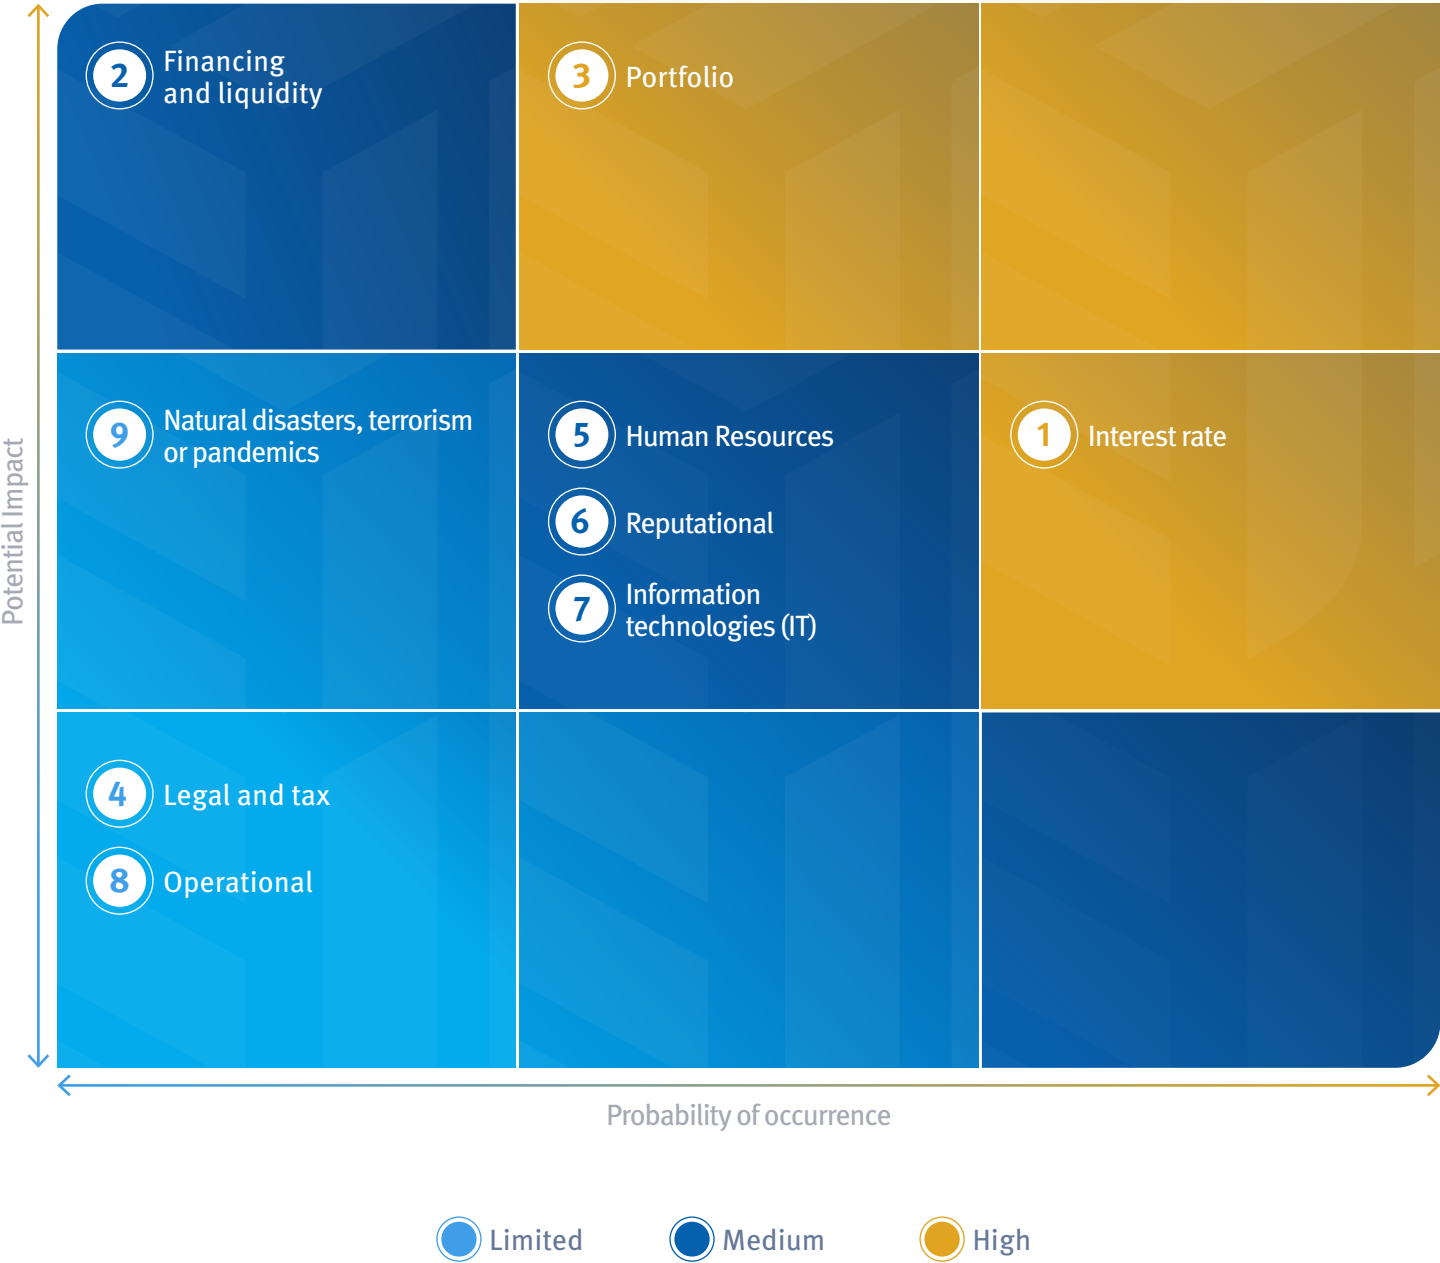 2
Financing
and liquidity
3
Portfolio
9
Natural disasters, terrorism
or pandemics
5
Human Resources
6
Reputational
7
Information
technologies (IT)
1
Interest rate
4
Legal and tax
8
Operational
Potential Impact
Probability of occurrence
Limited
Medium
High